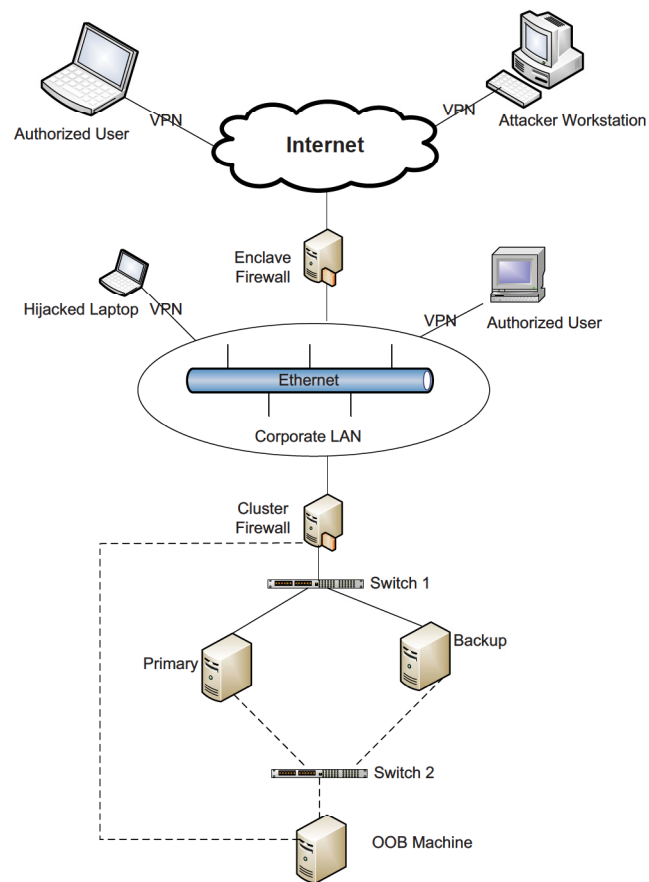 Authorized User
VPN
Internet
VPN
Attacker Workstation
Enclave
Firewall
Hijacked Laptop
VPN
VPN
Authorized User
Ethernet
Corporate LAN
Cluster
Firewall
Switch 1
Primary
Backup
Switch 2
OOB Machine